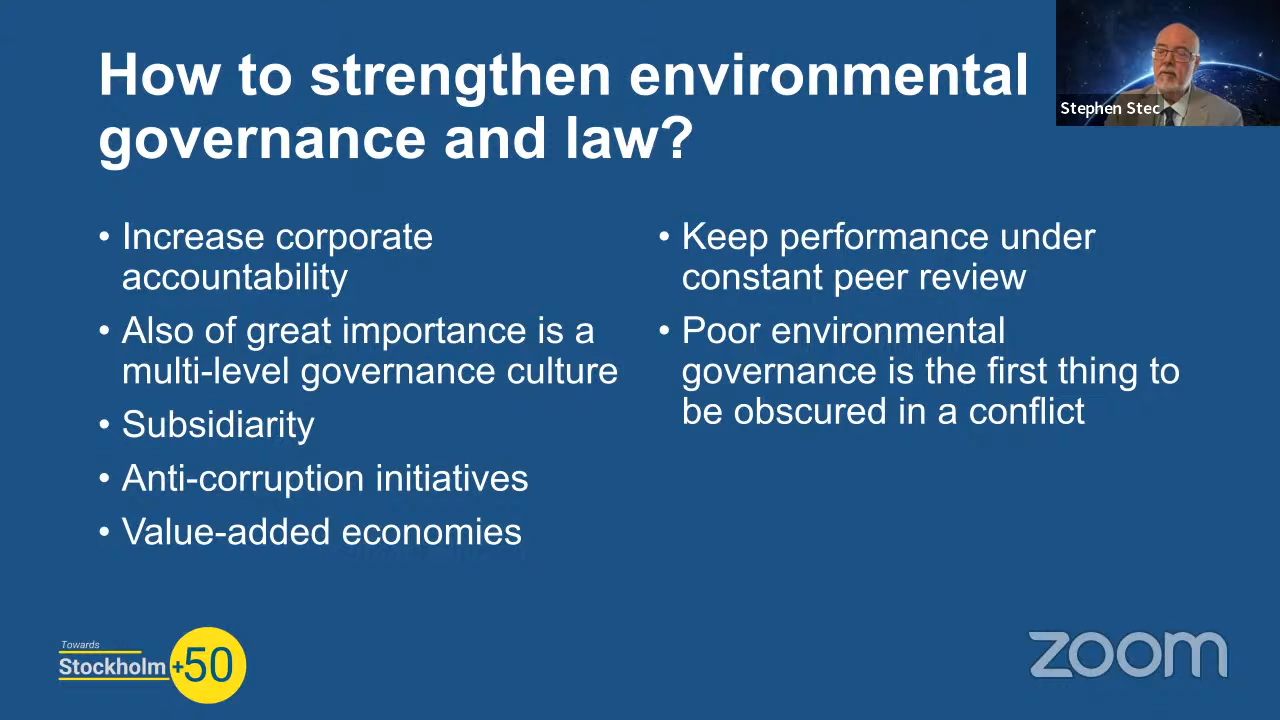 How to strengthen environmental
governance and law?
Stephen Stec
• Increase corporate
accountability
• Also of great importance is a
multi-level governance culture
• Subsidiarity
• Anti-corruption initiatives
• Value-added economies
• Keep performance under
constant peer review
• Poor environmental
governance is the first thing to
be obscured in a conflict
Towards
Stockholm +50
zoom